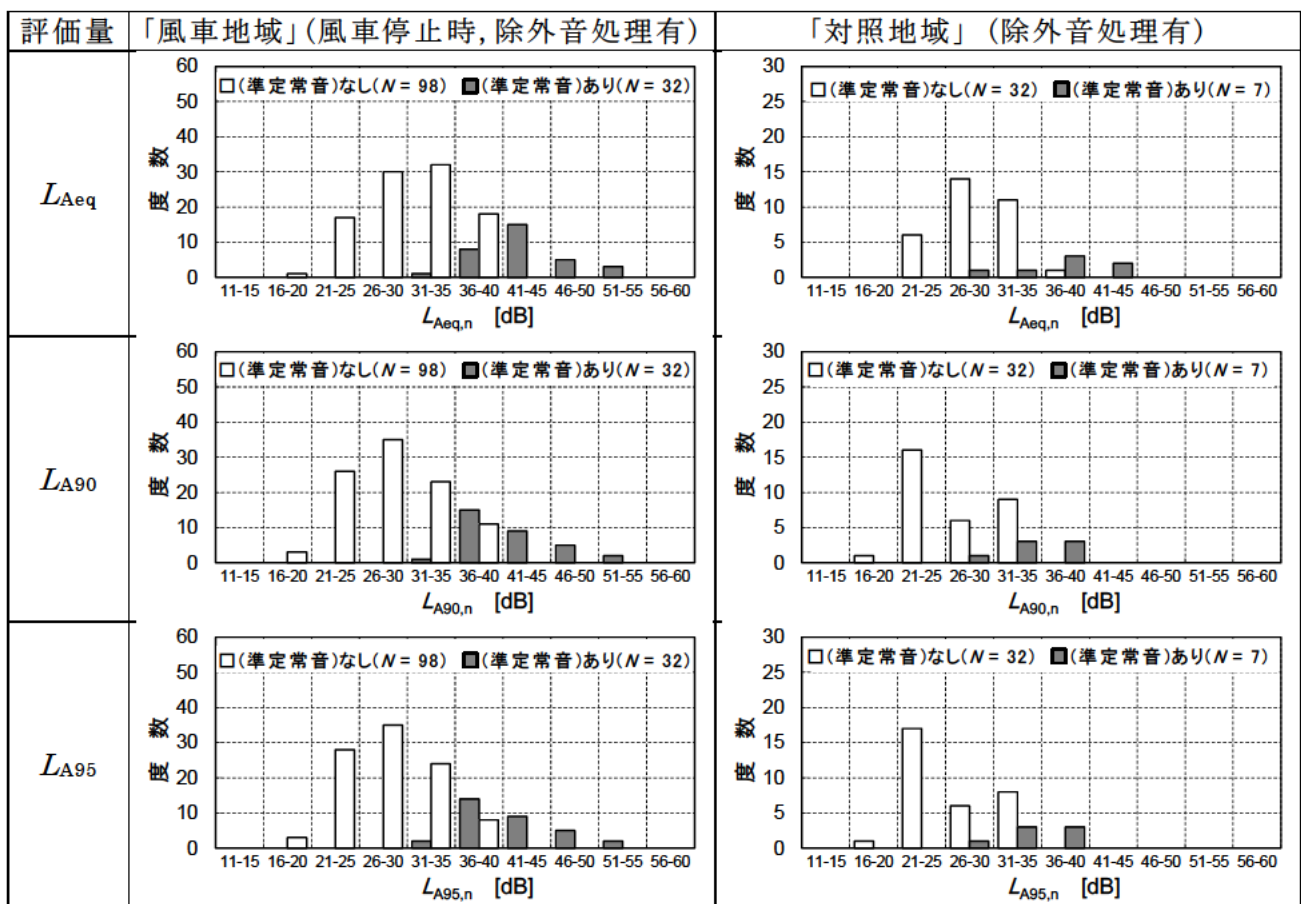 評価量 「風車地域」(風車停止時,除外音処理有) 「対照地域」 (除外音処理有)
LAeq
度 数
60
50
40
30
20
10
0
□(準定常音)なし(N = 98) ■(準定常音)あり(N = 32)
11-15 16-20 21-25 26-30 31-35 36-40 41-45 46-50 51-55 56-60
LAeq,n [dB]
度 数
30
25
20
15
10
5
0
□(準定常音)なし(N = 32) ■(準定常音)あり(N = 7)
11-15 16-20 21-25 26-30 31-35 36-40 41-45 46-50 51-55 56-60
LAeq,n [dB]
LA90
度 数
60
50
40
30
20
10
0
□(準定常音)なし(N = 98) ■(準定常音)あり(N = 32)
11-15 16-20 21-25 26-30 31-35 36-40 41-45 46-50 51-55 56-60
LA90,n [dB]
度 数
30
25
20
15
10
5
0
□(準定常音)なし(N = 32) ■(準定常音)あり(N = 7)
11-15 16-20 21-25 26-30 31-35 36-40 41-45 46-50 51-55 56-60
LA90,n [dB]
LA95
度 数
60
50
40
30
20
10
0
□(準定常音)なし(N = 98) ■(準定常音)あり(N = 32)
11-15 16-20 21-25 26-30 31-35 36-40 41-45 46-50 51-55 56-60
LA95,n [dB]
度 数
30
25
20
15
10
5
0
□(準定常音)なし(N = 32) ■(準定常音)あり(N = 7)
11-15 16-20 21-25 26-30 31-35 36-40 41-45 46-50 51-55 56-60
LA95,n [dB]